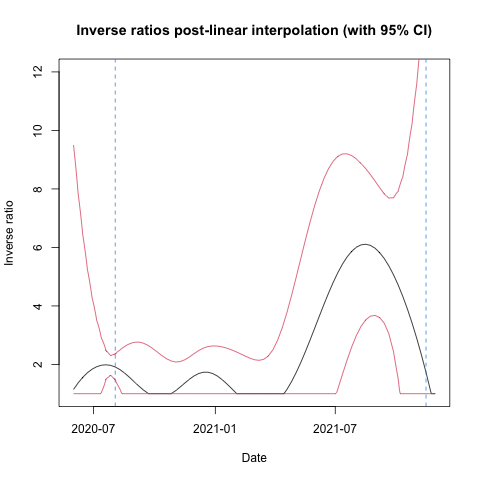 Inverse ratios post-linear interpolation (with 95% CI)
Inverse ratio
12
10
8
6
4
2
2020-07 2021-01 2021-07
Date